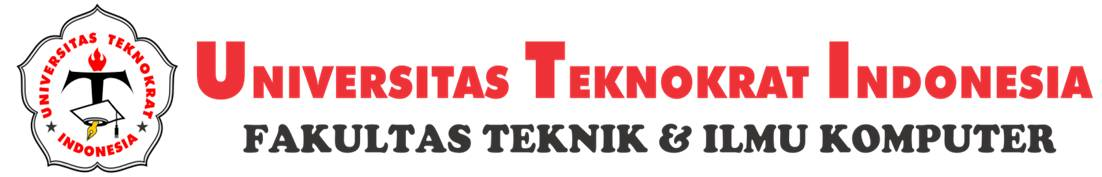 UNIVERSITAS TEKNOKRAT
INDONESIA
UNIVERSITAS TEKNOKRAT INDONESIA
FAKULTAS TEKNIK & ILMU KOMPUTER